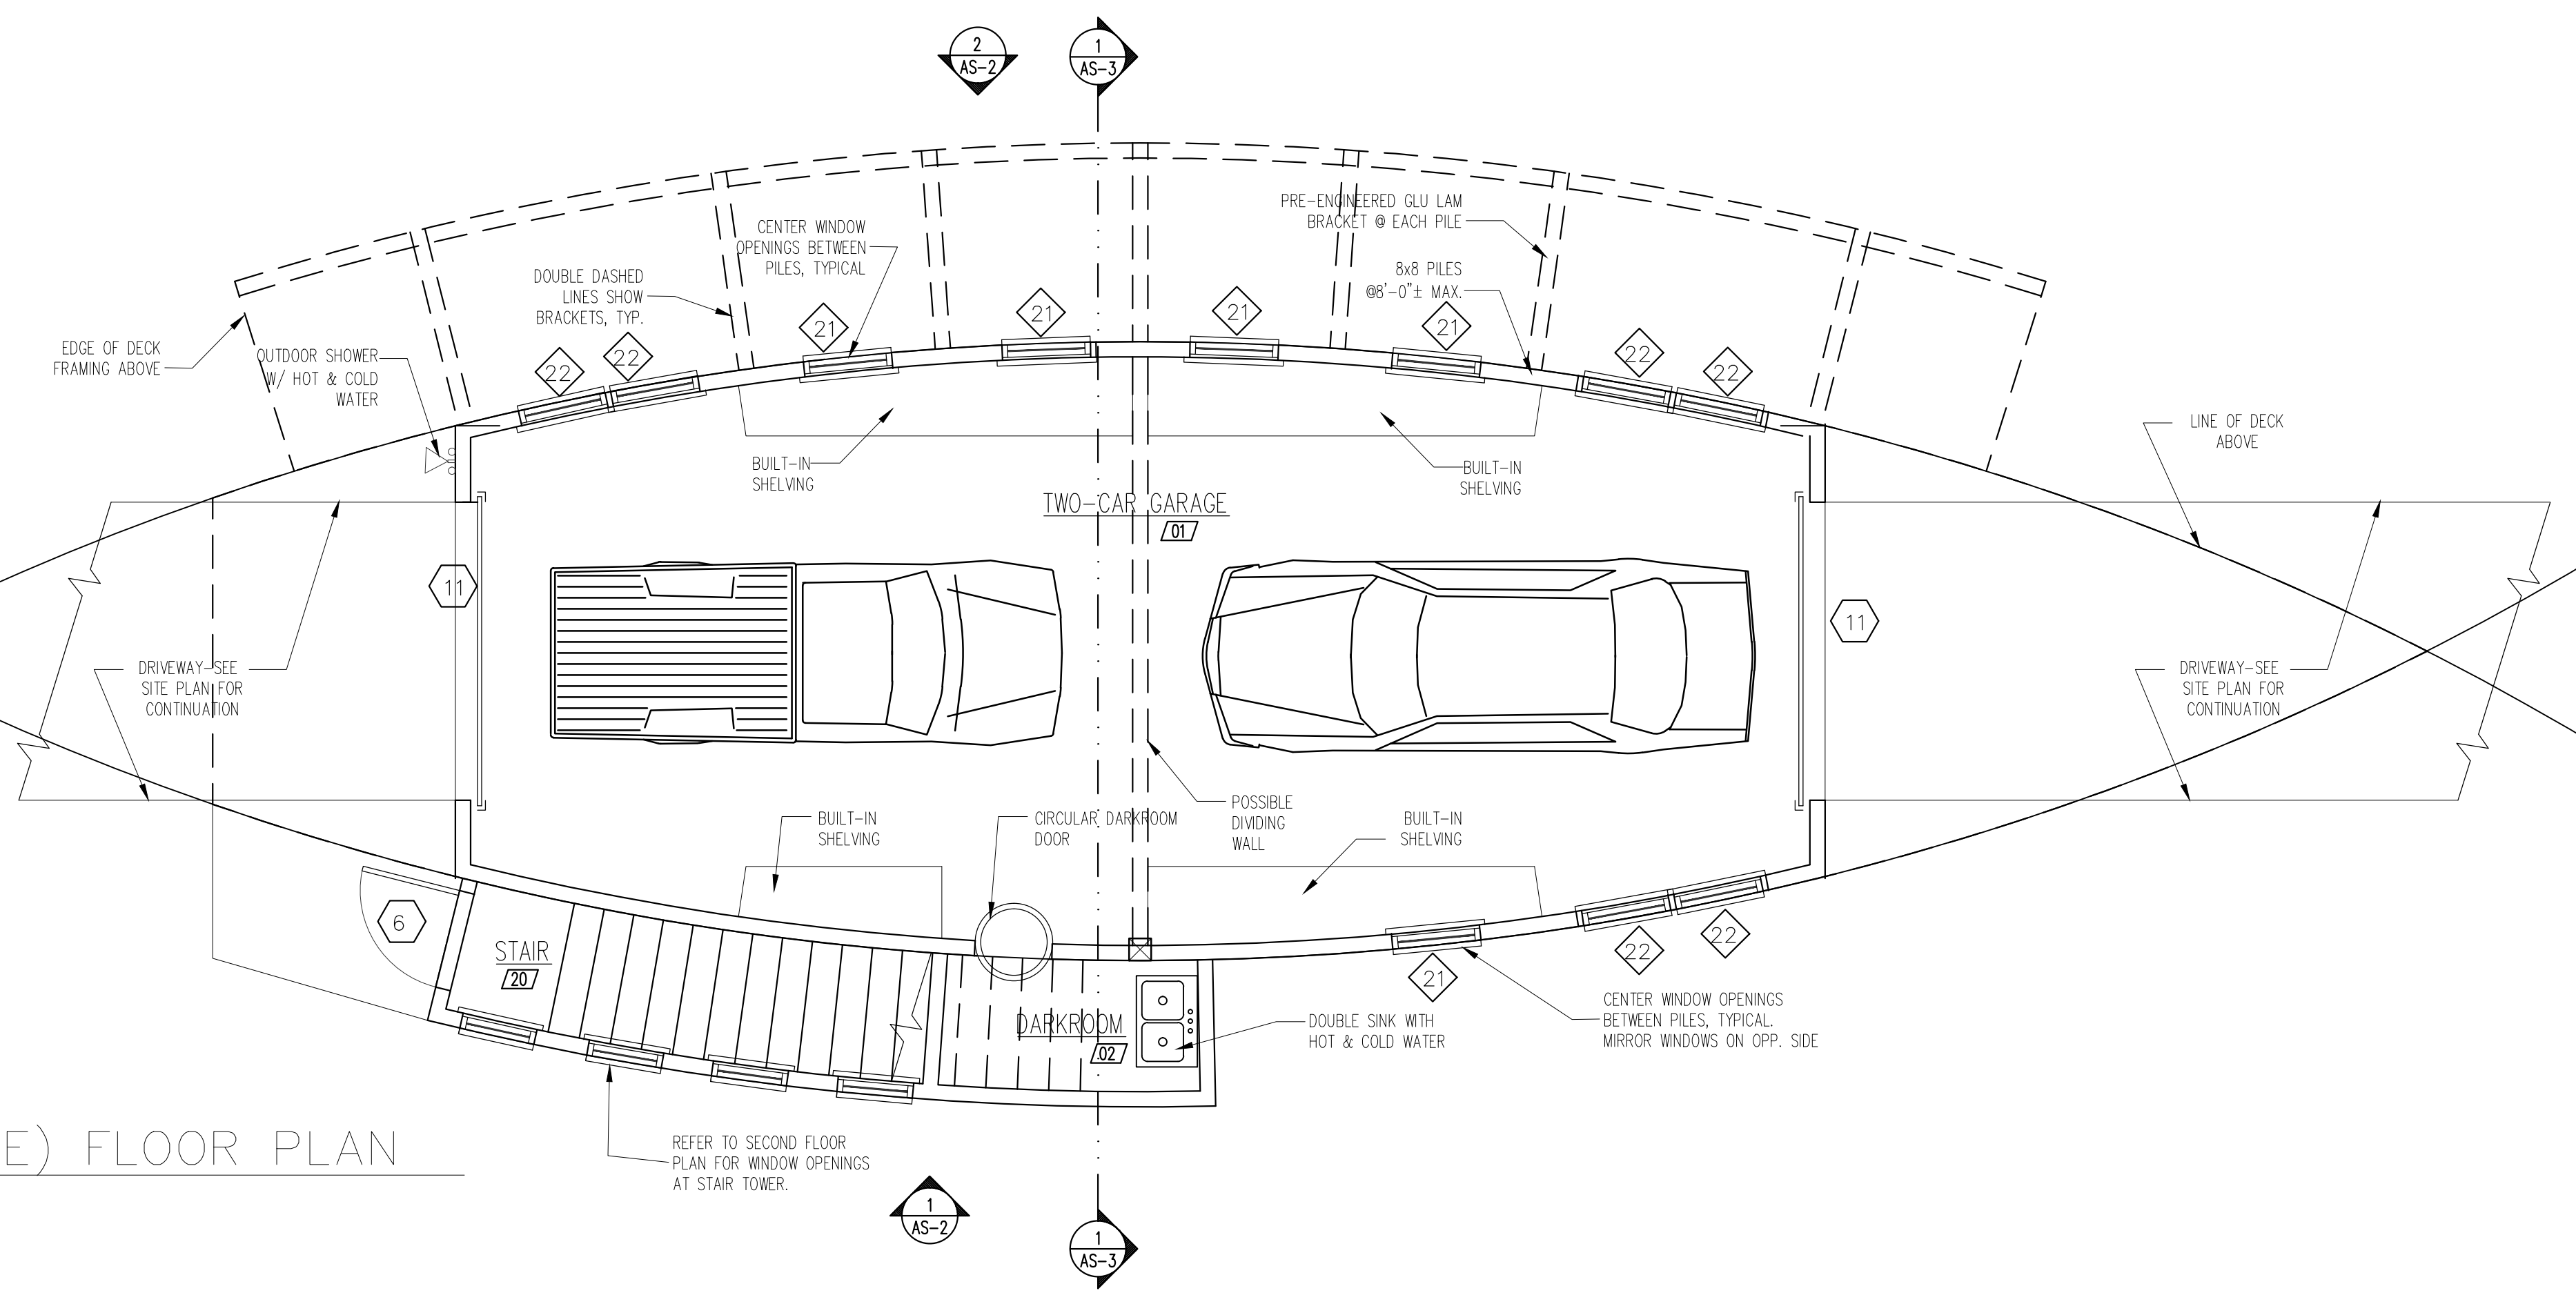 2
AS-2
1
AS-3
PRE-ENGINEERED GLU LAM
BRACKET @ EACH PILE
CENTER WINDOW
OPENINGS BETWEEN
PILES, TYPICAL
DOUBLE DASHED
LINES SHOW
BRACKETS, TYP.
8x8 PILES
@8'-0"± MAX.
21
21
21
21
EDGE OF DECK
FRAMING ABOVE
OUTDOOR SHOWER
W/ HOT & COLD
WATER
22
22
22
22
LINE OF DECK
ABOVE
BUILT-IN
SHELVING
BUILT-IN
SHELVING
TWO-CAR GARAGE
01
11
11
DRIVEWAY-SEE
SITE PLAN FOR
CONTINUATION
DRIVEWAY-SEE
SITE PLAN FOR
CONTINUATION
BUILT-IN
SHELVING
CIRCULAR DARKROOM
DOOR
POSSIBLE
DIVIDING
WALL
BUILT-IN
SHELVING
6
STAIR
20
21
22
22
DARKROOM
02
DOUBLE SINK WITH
HOT & COLD WATER
CENTER WINDOW OPENINGS
BETWEEN PILES, TYPICAL.
MIRROR WINDOWS ON OPP. SIDE
E) FLOOR PLAN
REFER TO SECOND FLOOR
PLAN FOR WINDOW OPENINGS
AT STAIR TOWER.
1
AS-2
1
AS-3